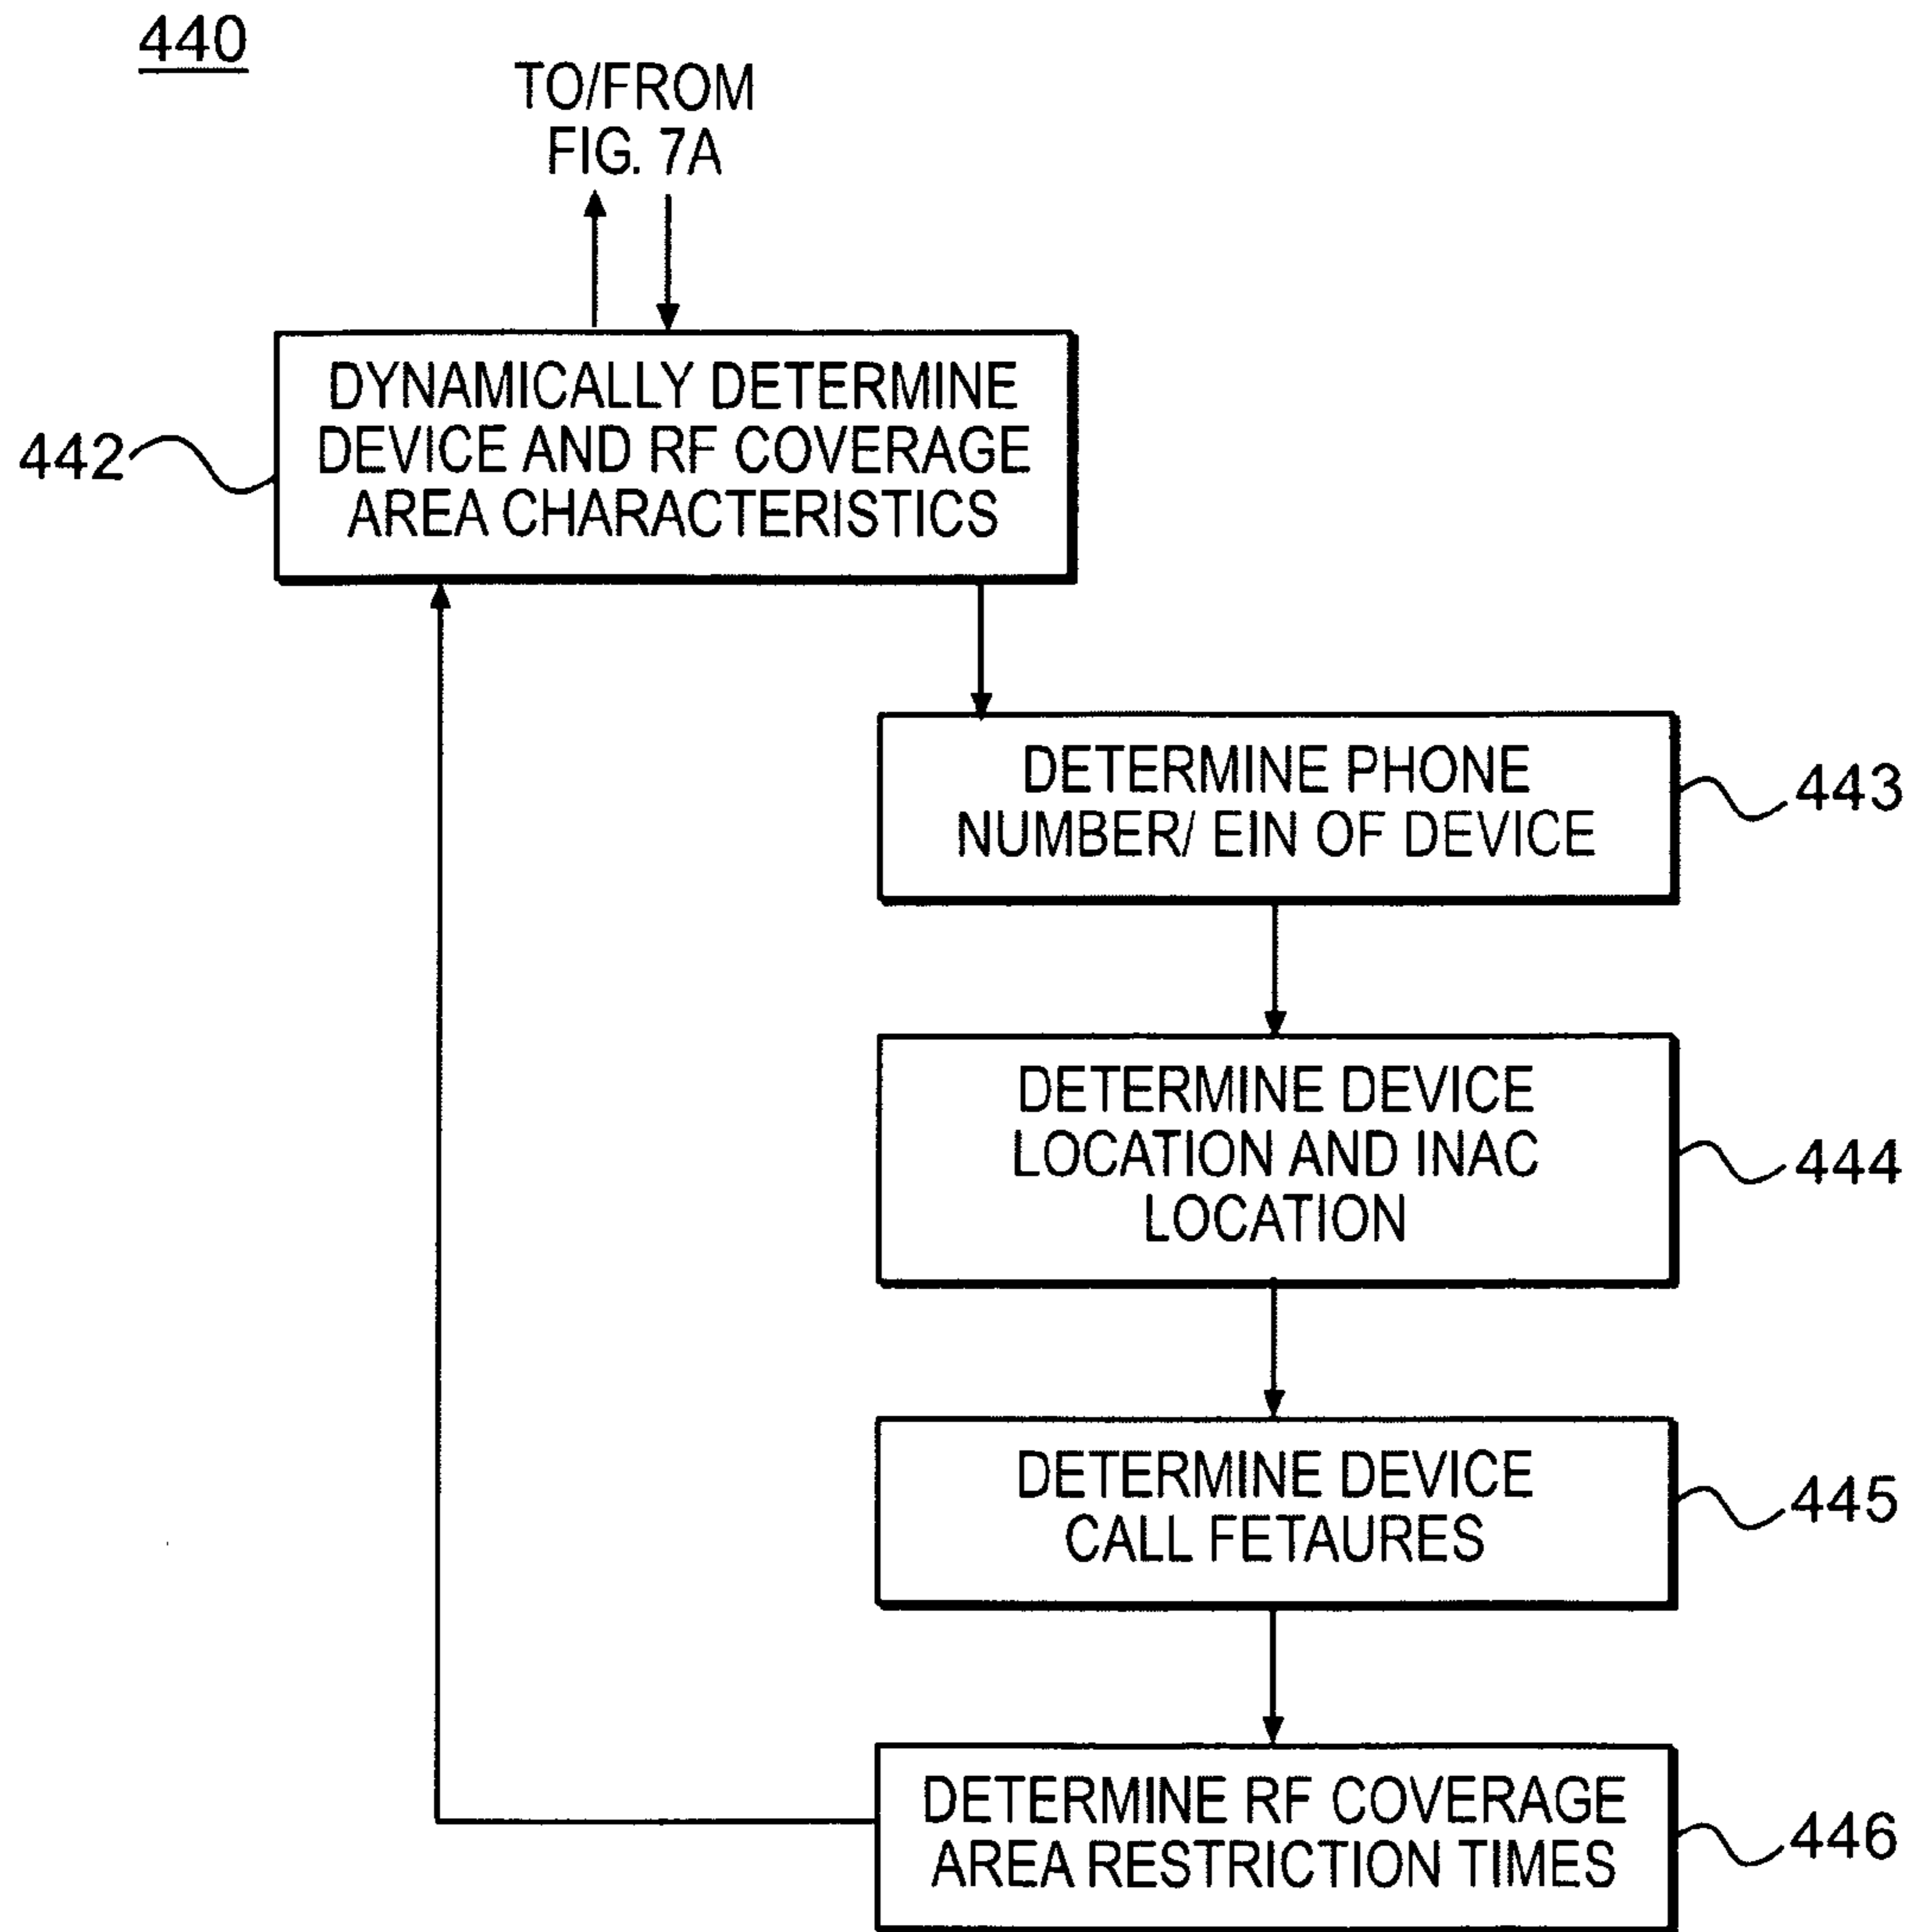 440
TO/FROM
FIG. 7A
DYNAMICALLY DETERMINE
DEVICE AND RF COVERAGE
AREA CHARACTERISTICS
442
DETERMINE PHONE
NUMBER/ EIN OF DEVICE
443
DETERMINE DEVICE
LOCATION AND INAC
LOCATION
444
DETERMINE DEVICE
CALL FETAURES
445
DETERMINE RF COVERAGE
AREA RESTRICTION TIMES
446